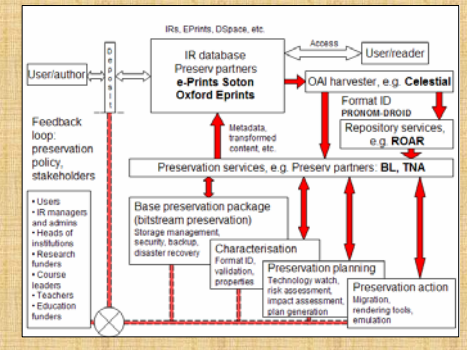 IRs, EPrints, DSpace, etc.
User/author
Deposit
IR database
Preserv partners
e-Prints Soton
Oxford Eprints
Access
User/reader
OAI harvester, e.g. Celestial
Format ID
PRONOM-DROID
Repository services,
e.g. ROAR
Metadata,
transformed
content, etc.
Feedback
loop:
preservation
policy,
stakeholders
Preservation services, e.g. Preserv partners: BL, TNA
• Users
• IR managers
and admins
• Heads of
institutions
• Research
funders
• Course
leaders
• Teachers
• Education
funders
Base preservation package
(bitstream preservation)
Storage management,
security, backup,
disaster recovery
Characterisation
Format ID,
validation,
properties
Preservation planning
Technology watch,
risk assessment,
impact assessment,
plan generation
Preservation action
Migration,
rendering tools,
emulation